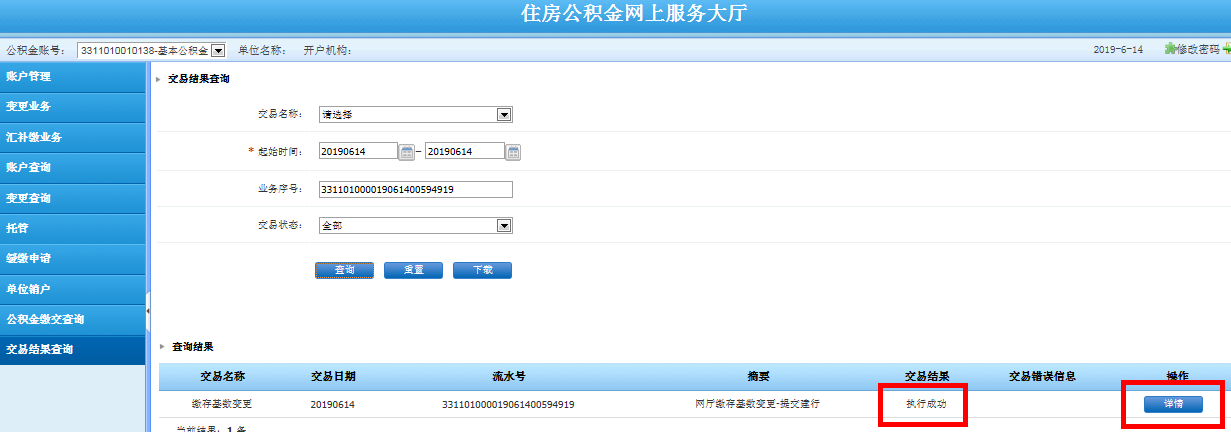 住房公积金网上服务大厅
公积金账号： 3311010010138-基本公积金 单位名称： 开户机构： 2019-6-14 修改密码
账户管理
变更业务
汇补缴业务
账户查询
变更查询
托管
缓缴申请
单位销户
公积金缴交查询
交易结果查询
交易结果查询
交易名称： 请选择
* 起始时间： 20190614 - 20190614
业务序号： 331101000019061400594919
交易状态： 全部
查询 重置 下载
查询结果
交易名称 交易日期 流水号 摘要 交易结果 交易错误信息 操作
缴存基数变更 20190614 331101000019061400594919 网厅缴存基数变更-提交建行 执行成功 详情
当前结果：1 条